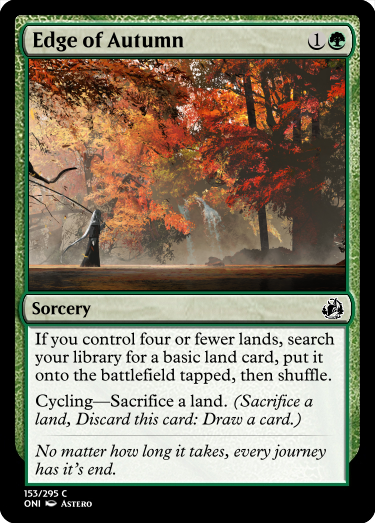 Edge of Autumn 1
Sorcery
If you control four or fewer lands, search
your library for a basic land card, put it
onto the battlefield tapped, then shuffle.
Cycling—Sacrifice a land. (Sacrifice a
land, Discard this card: Draw a card.)
No matter how long it takes, every journey
has it's end.
153/295 C
ONI Astero